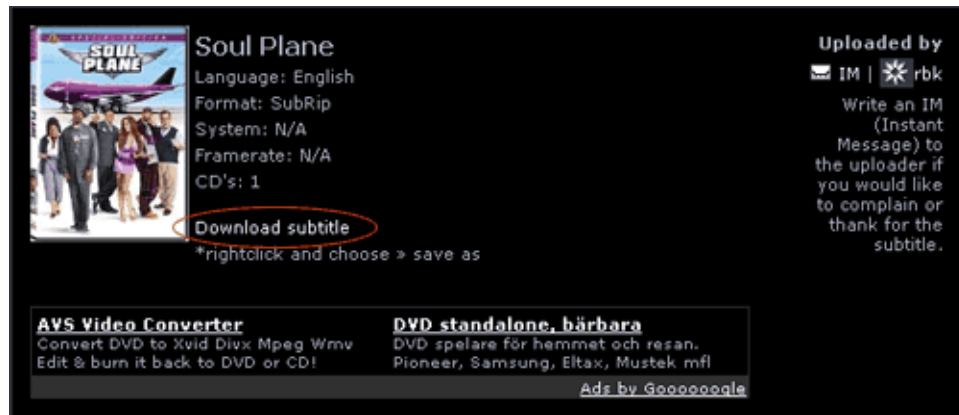 SPECIAL EDITION
SOUL
PLANE
SOUL PLANE
Soul Plane
Language: English
Format: SubRip
System: N/A
Framerate: N/A
CD's: 1
Download subtitle
*rightclick and choose » save as
Uploaded by
IM | rbk
Write an IM
(Instant
Message) to
the uploader if
you would like
to complain or
thank for the
subtitle.
AVS Video Converter
Convert DVD to Xvid Divx Mpeg Wmv
Edit & burn it back to DVD or CD!
DVD standalone, bärbara
DVD spelare för hemmet och resan.
Pioneer, Samsung, Eltax, Mustek mfl
Ads by Goooooogle